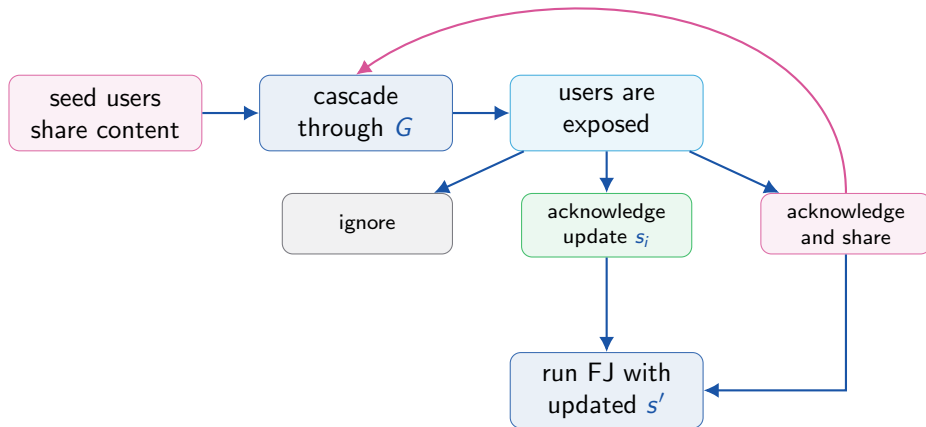 seed users
share content
cascade
through G
users are
exposed
ignore
acknowledge
update sᵢ
acknowledge
and share
run FJ with
updated s′